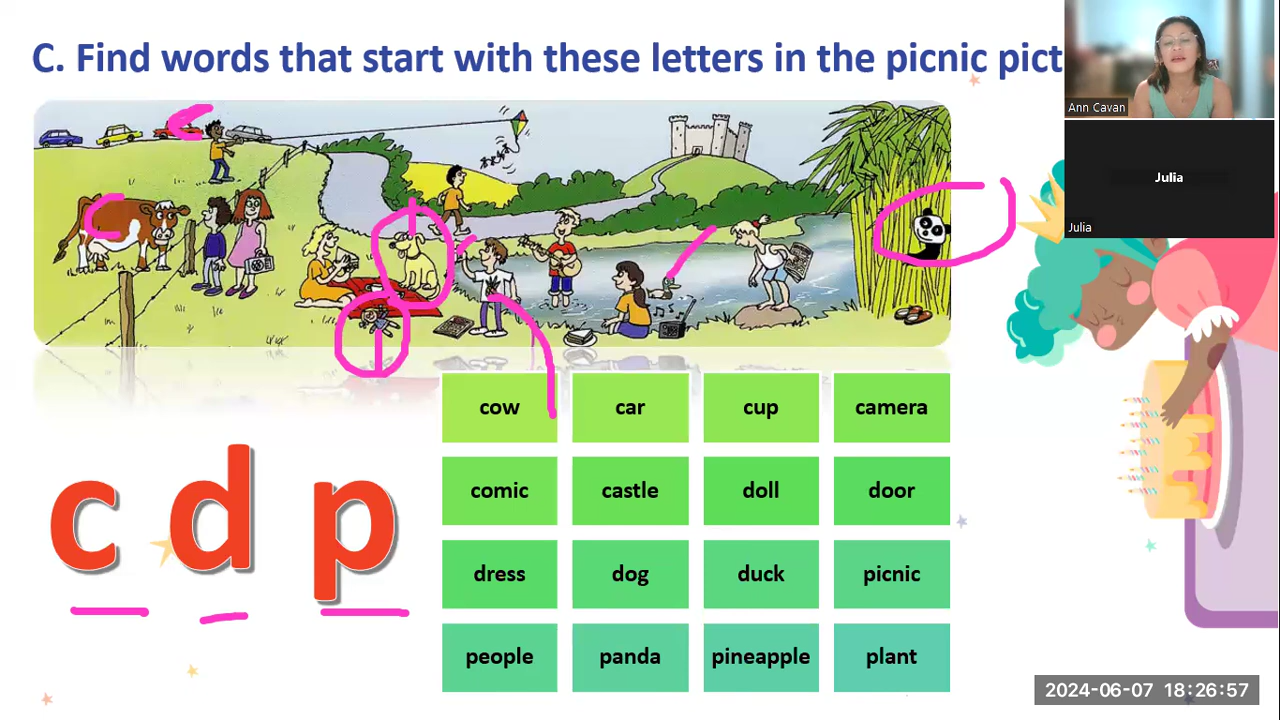 C. Find words that start with these letters in the picnic pict
Ann Cavan
Julia
Julia
cow car cup camera
comic castle doll door
dress dog duck picnic
people panda pineapple plant
c d p
2024-06-07 18:26:57